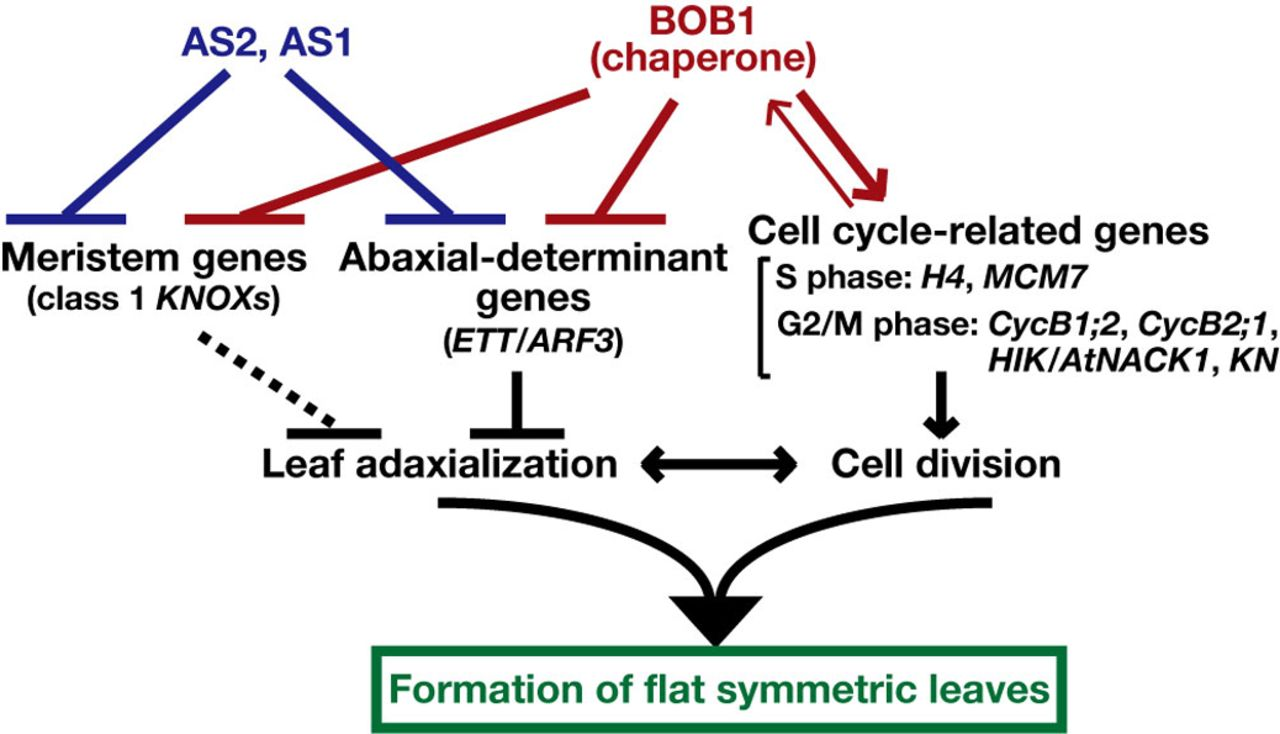 AS2, AS1
BOB1
(chaperone)
Meristem genes
(class 1 KNOXs)
Abaxial-determinant
genes
(ETT/ARF3)
Cell cycle-related genes
S phase: H4, MCM7
G2/M phase: CycB1;2, CycB2;1,
HIK/AtNACK1, KN
Leaf adaxialization
Cell division
Formation of flat symmetric leaves